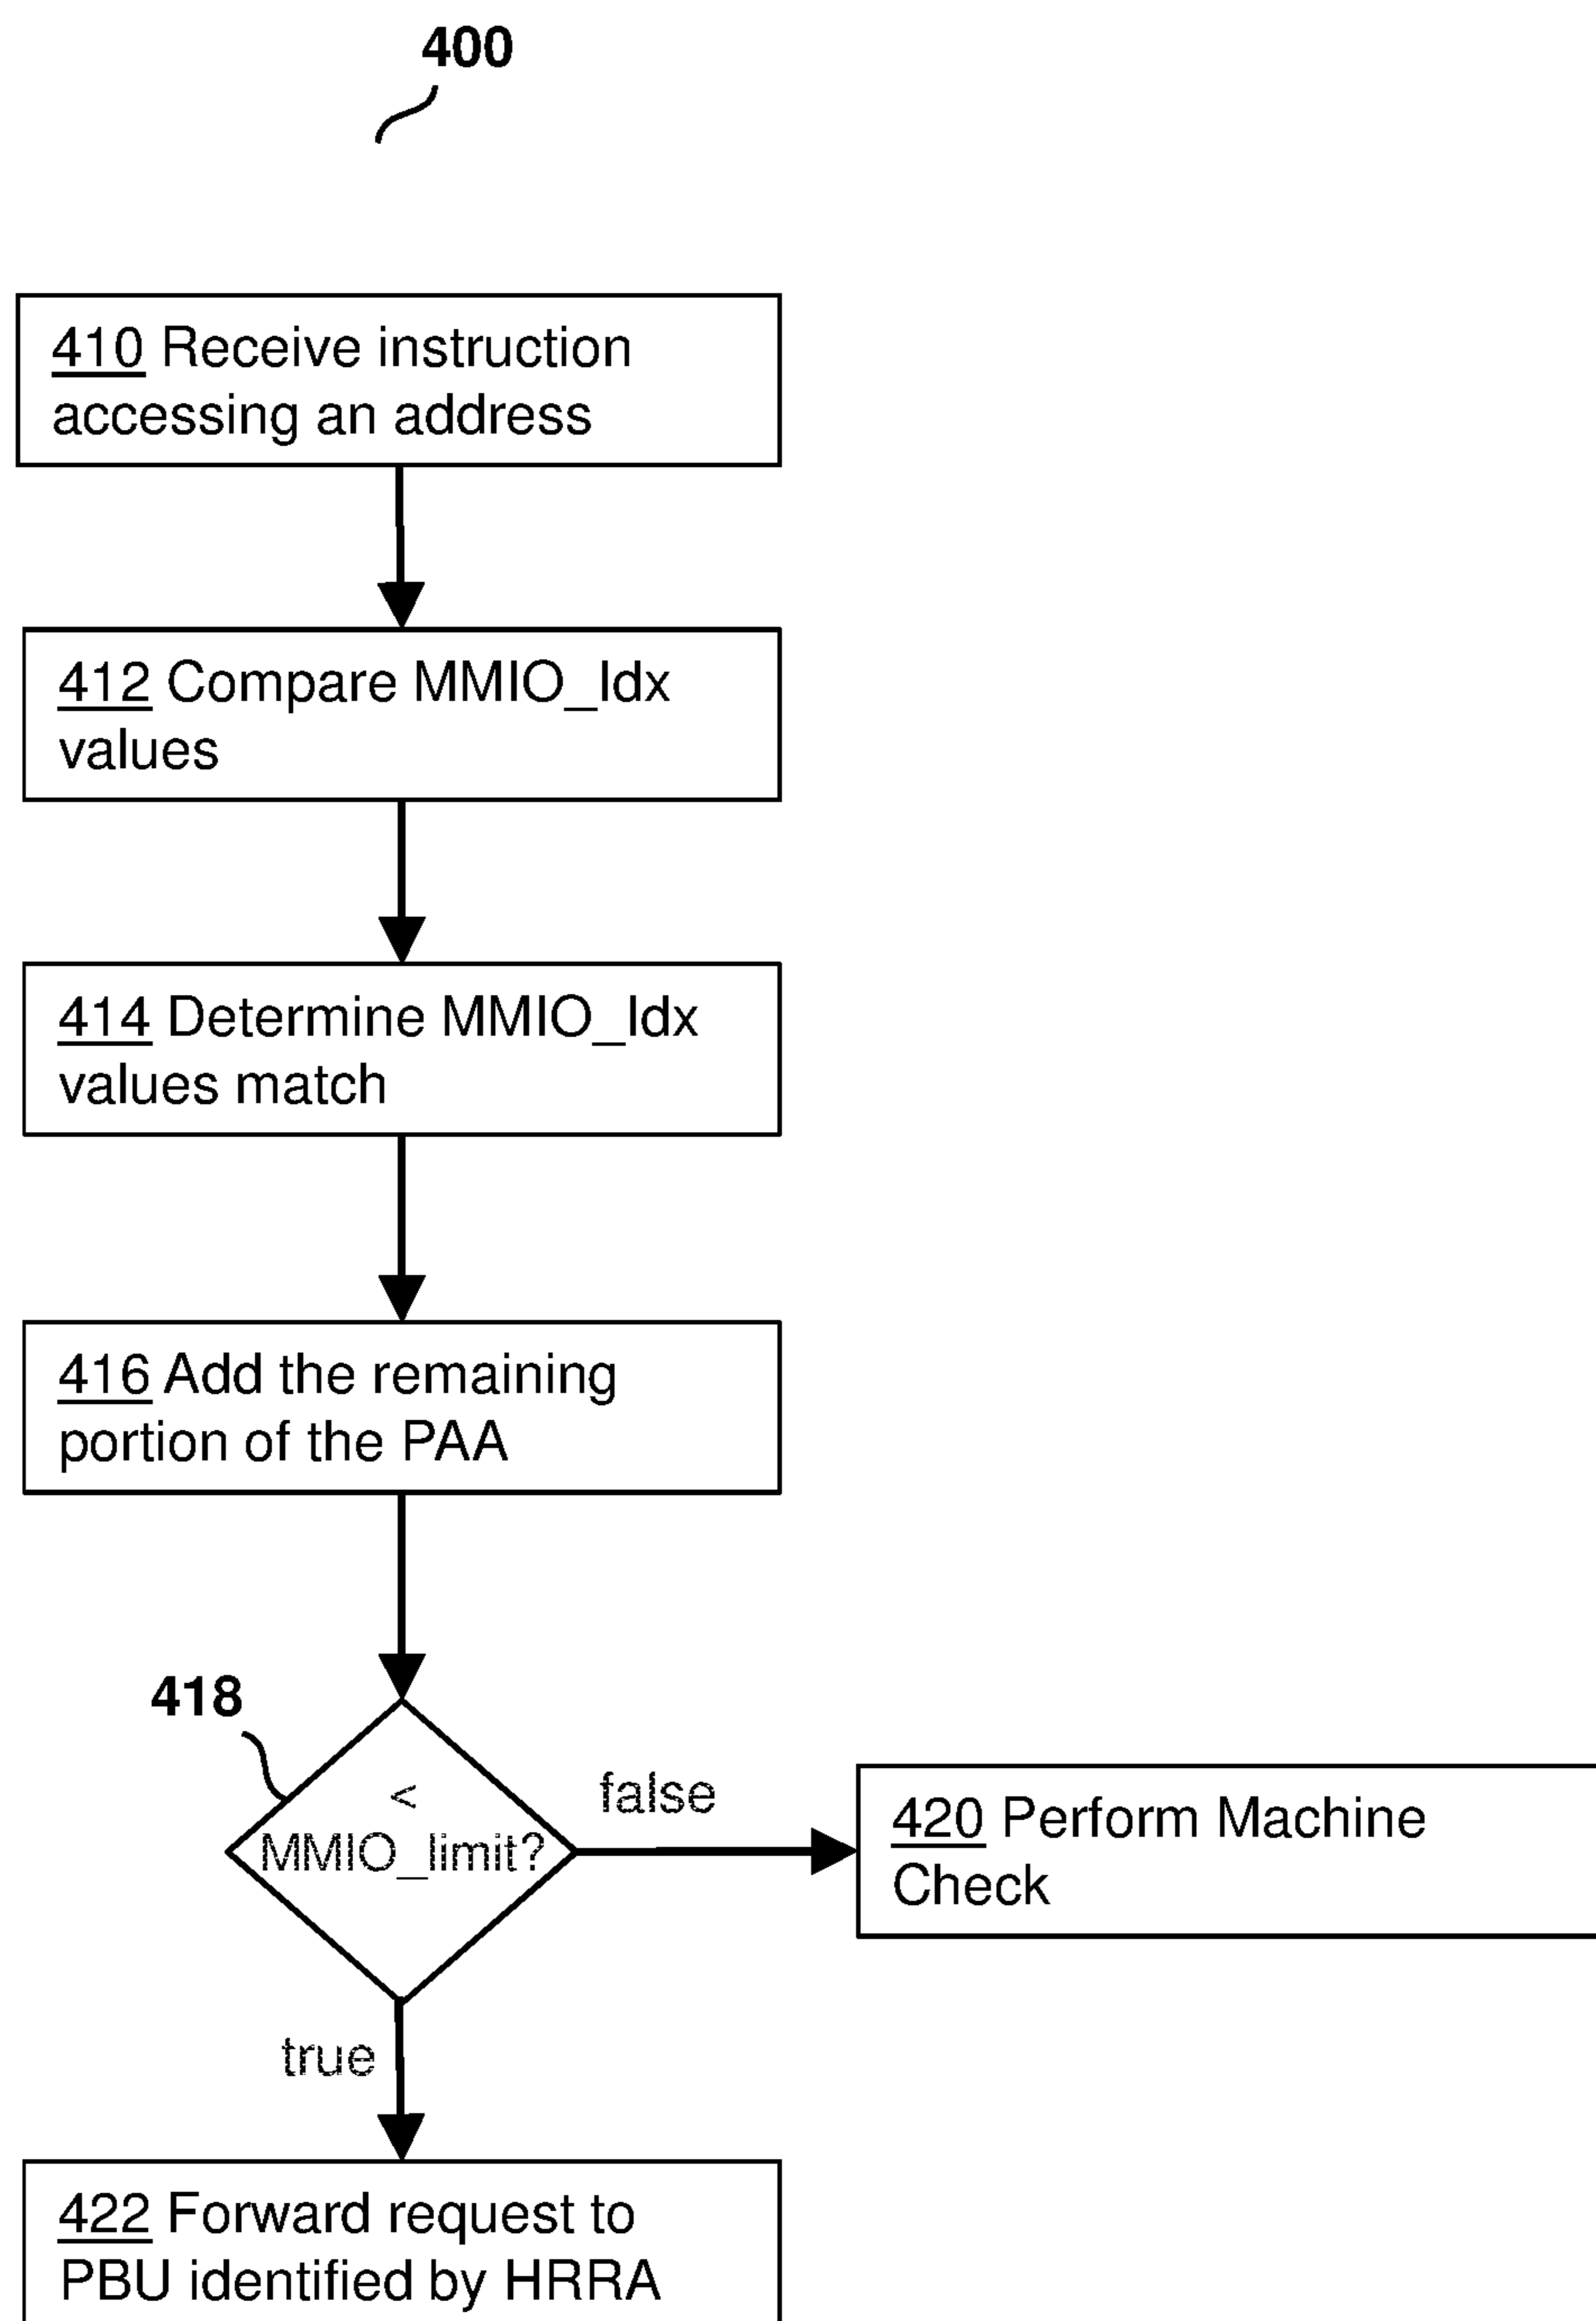 400
410 Receive instruction
accessing an address
412 Compare MMIO_Idx
values
414 Determine MMIO_Idx
values match
416 Add the remaining
portion of the PAA
418
<
MMIO_limit?
false
420 Perform Machine
Check
true
422 Forward request to
PBU identified by HRRA